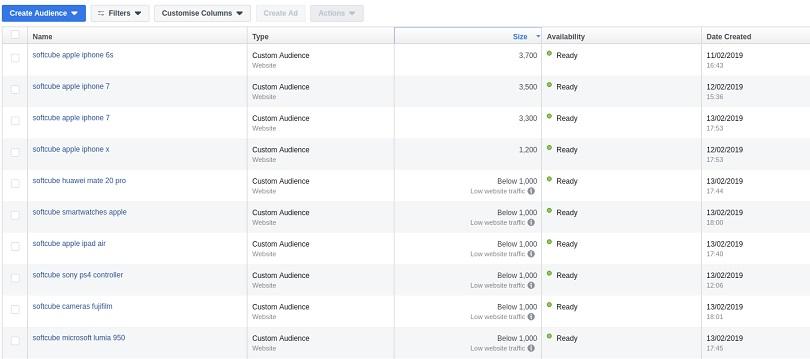 Create Audience Filters Customise Columns Create Ad Actions
Name Type Size Availability Date Created
softcube apple iphone 6s Custom Audience 3,700 Ready 11/02/2019
Website 16:43
softcube apple iphone 7 Custom Audience 3,500 Ready 12/02/2019
Website 15:36
softcube apple iphone 7 Custom Audience 3,300 Ready 13/02/2019
Website 17:53
softcube apple iphone x Custom Audience 1,200 Ready 12/02/2019
Website 17:53
softcube huawei mate 20 pro Custom Audience Below 1,000 Ready 13/02/2019
Website Low website traffic 17:44
softcube smartwatches apple Custom Audience Below 1,000 Ready 13/02/2019
Website Low website traffic 18:00
softcube apple ipad air Custom Audience Below 1,000 Ready 13/02/2019
Website Low website traffic 17:40
softcube sony ps4 controller Custom Audience Below 1,000 Ready 13/02/2019
Website Low website traffic 12:06
softcube cameras fujifilm Custom Audience Below 1,000 Ready 13/02/2019
Website Low website traffic 18:01
softcube microsoft lumia 950 Custom Audience Below 1,000 Ready 13/02/2019
Website Low website traffic 17:45